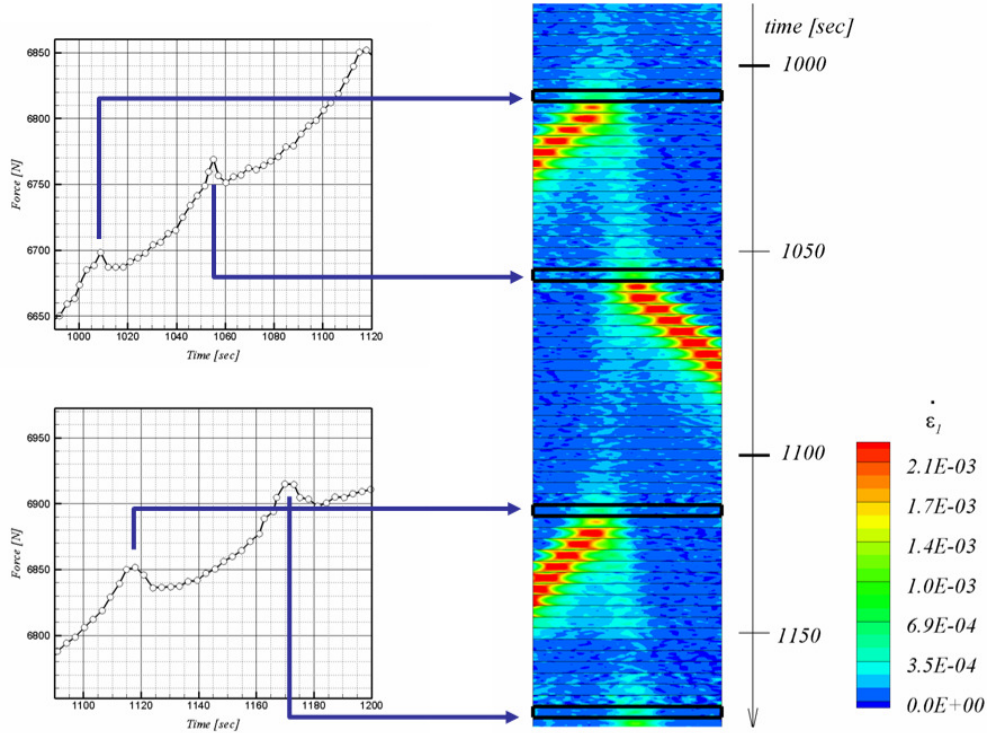 6850
6800
6750
6700
6650
Force [N]
1000 1020 1040 1060 1080 1100 1120
Time [sec]
6950
6900
6850
6800
Force [N]
1100 1120 1140 1160 1180 1200
Time [sec]
time [sec]
1000
1050
1100
1150
ε̇₁
2.1E-03
1.7E-03
1.4E-03
1.0E-03
6.9E-04
3.5E-04
0.0E+00